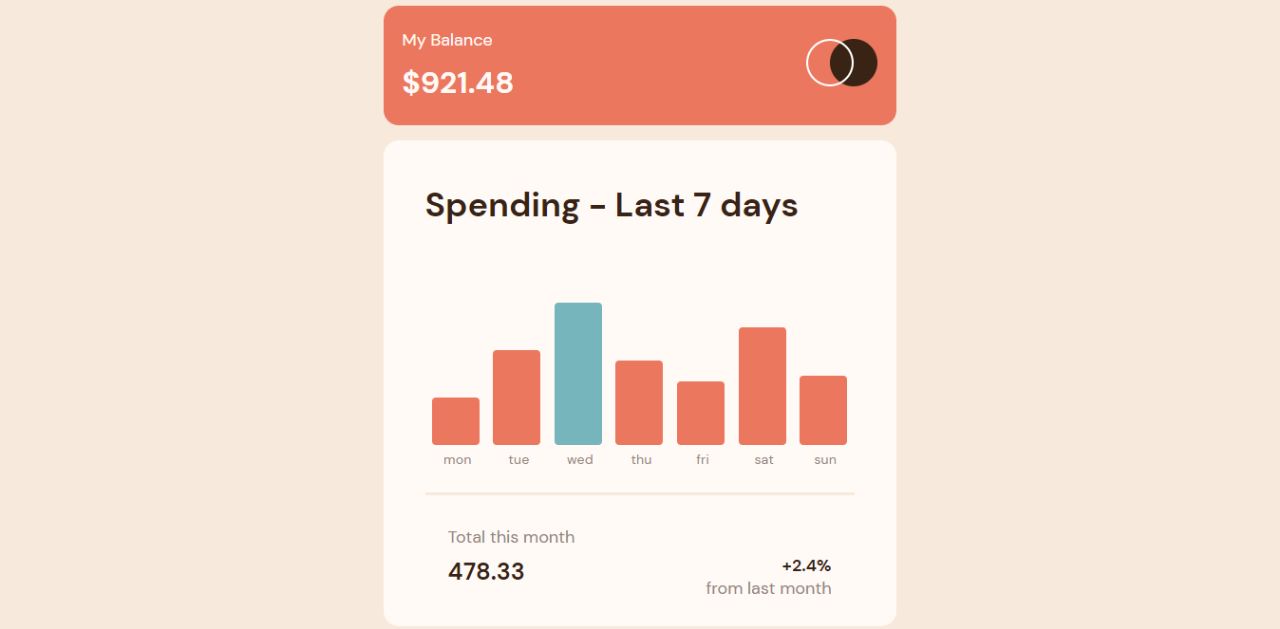 My Balance
$921.48
Spending - Last 7 days
mon tue wed thu fri sat sun
Total this month
478.33
+2.4%
from last month